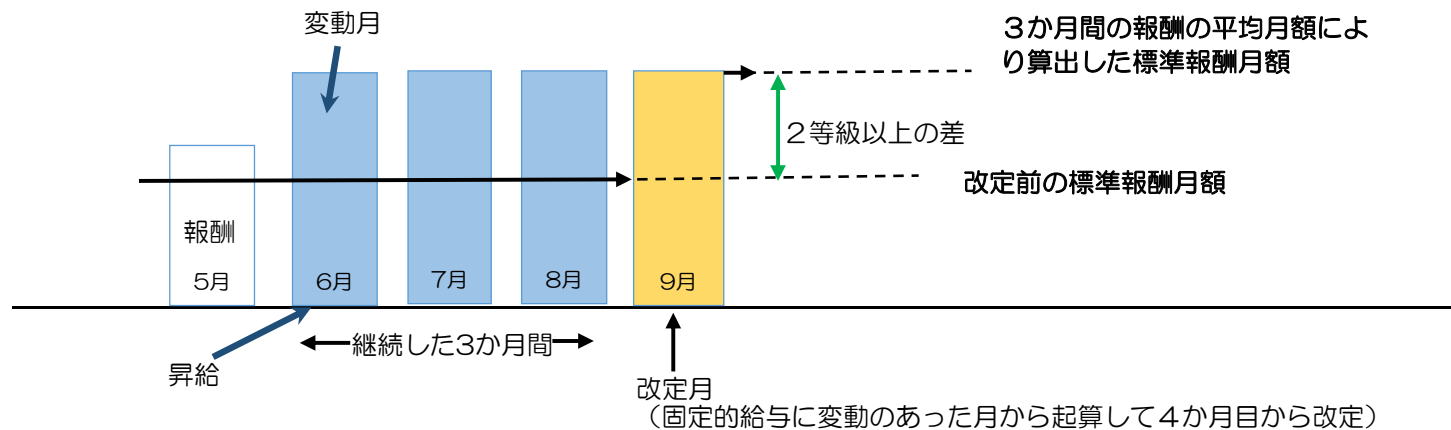 変動月
３か月間の報酬の平均月額によ
り算出した標準報酬月額
２等級以上の差
改定前の標準報酬月額
報酬
5月
6月
7月
8月
9月
継続した3か月間
昇給
改定月
（固定的給与に変動のあった月から起算して４か月目から改定）